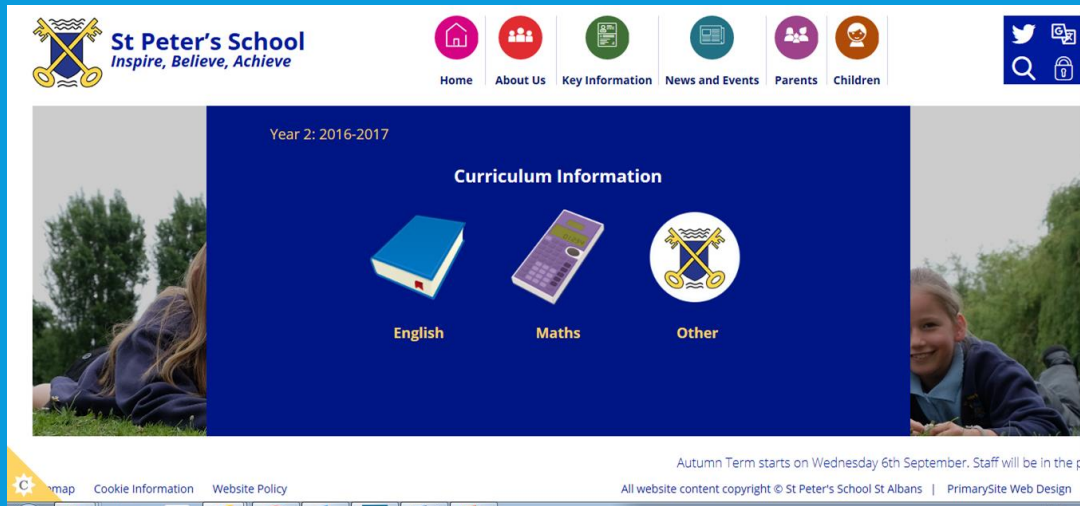 St Peter's School
Inspire, Believe, Achieve
Home About Us Key Information News and Events Parents Children
Year 2: 2016-2017
Curriculum Information
English Maths Other
Autumn Term starts on Wednesday 6th September. Staff will be in the
Cookie Information Website Policy All website content copyright © St Peter's School St Albans | PrimarySite Web Design